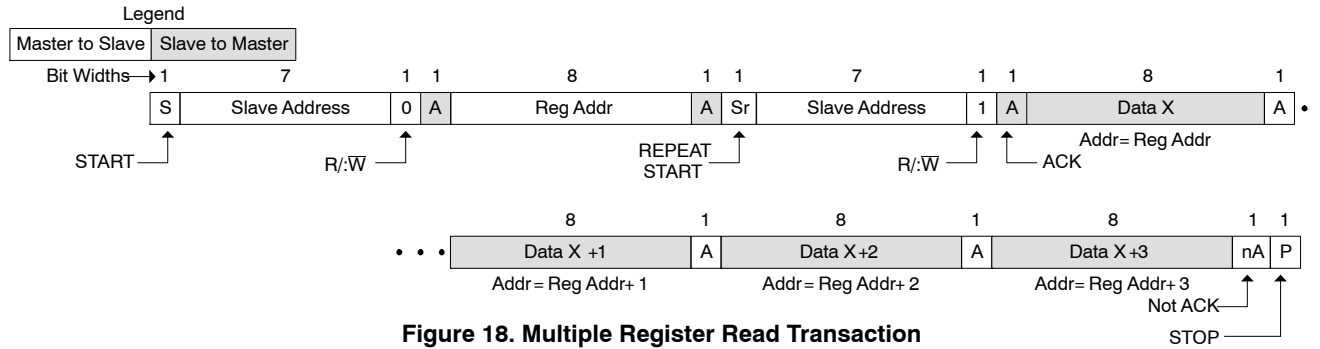 Legend
Master to Slave Slave to Master
Bit Widths 1 7 1 1 8 1 1 7 1 1 8 1
S Slave Address 0 A Reg Addr A Sr Slave Address 1 A Data X A
Addr= Reg Addr
START R/:W̅ REPEAT START R/:W̅ ACK
8 1 8 1 8 1 1
Data X +1 A Data X+2 A Data X+3 nA P
Addr= Reg Addr+ 1 Addr= Reg Addr+ 2 Addr= Reg Addr+ 3
Not ACK
Figure 18. Multiple Register Read Transaction
STOP